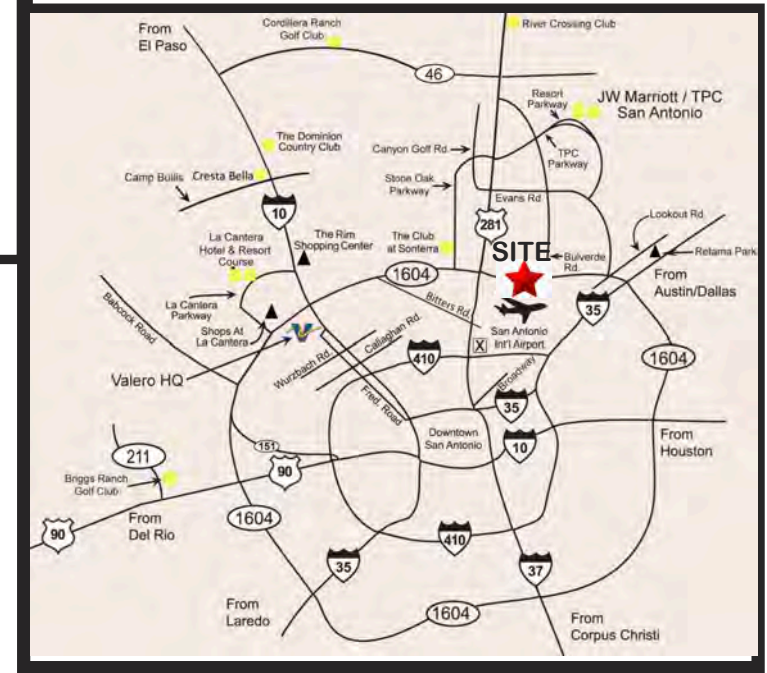 From
El Paso
Cordillera Ranch
Golf Club
River Crossing Club
46
Resort
Parkway
JW Marriott / TPC
San Antonio
The Dominion
Country Club
Canyon Golf Rd.
TPC
Parkway
Camp Bullis
Cresta Bella
Stone Oak
Parkway
Evans Rd.
10
281
Lookout Rd
La Cantera
Hotel & Resort
Course
The Rim
Shopping Center
The Club
at Sonterra
SITE
Bulverde
Rd.
Retama Park
1604
From
Austin/Dallas
Babcock Road
La Cantera
Parkway
Bitters Rd.
35
Shops At
La Cantera
San Antonio
Int'l Airport
X
Wurzbach Rd.
Callaghan Rd.
410
1604
Valero HQ
Fred. Road
Broadway
35
Downtown
San Antonio
10
From
Houston
211
151
90
Briggs Ranch
Golf Club
From
Del Rio
1604
90
410
35
37
From
Laredo
1604
From
Corpus Christi